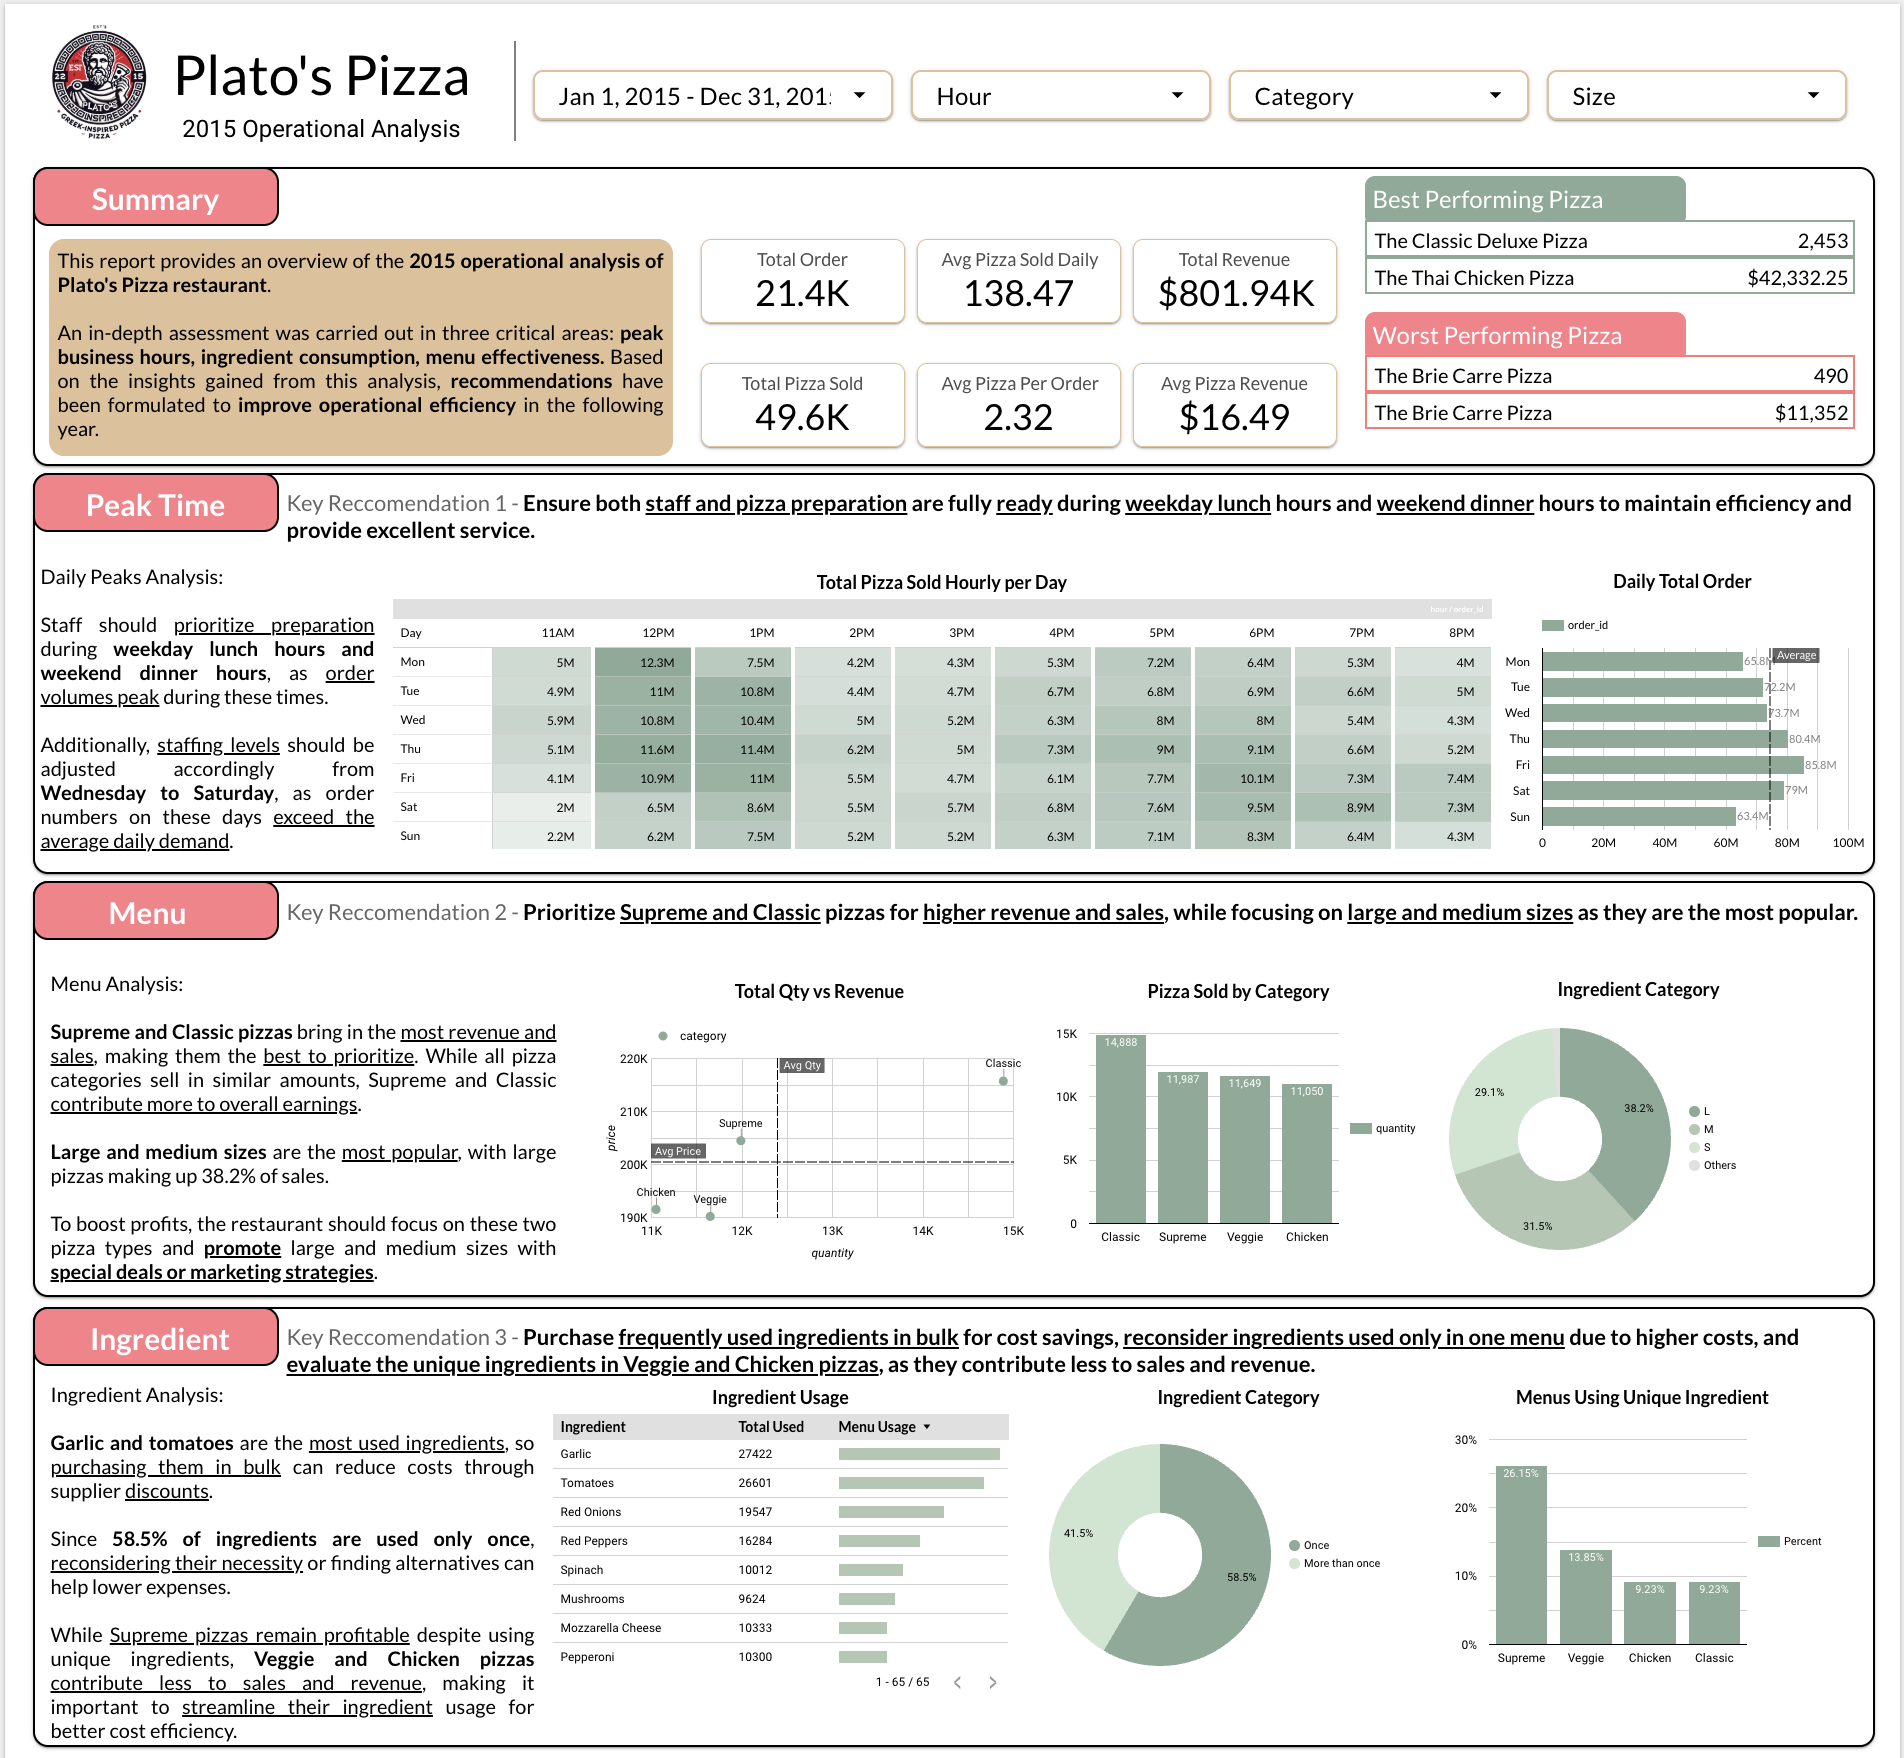 EST'S
EST
22
15
PLATO'S
INSPIRED
GREEK-INSPIRED PIZZA
PIZZA
Plato's Pizza
2015 Operational Analysis
Jan 1, 2015 - Dec 31, 201
Hour
Category
Size
Summary
This report provides an overview of the 2015 operational analysis of
Plato's Pizza restaurant.
An in-depth assessment was carried out in three critical areas: peak
business hours, ingredient consumption, menu effectiveness. Based
on the insights gained from this analysis, recommendations have
been formulated to improve operational efficiency in the following
year.
Total Order
21.4K
Avg Pizza Sold Daily
138.47
Total Revenue
$801.94K
Total Pizza Sold
49.6K
Avg Pizza Per Order
2.32
Avg Pizza Revenue
$16.49
Best Performing Pizza
The Classic Deluxe Pizza 2,453
The Thai Chicken Pizza $42,332.25
Worst Performing Pizza
The Brie Carre Pizza 490
The Brie Carre Pizza $11,352
Peak Time
Key Reccomendation 1 - Ensure both staff and pizza preparation are fully ready during weekday lunch hours and weekend dinner hours to maintain efficiency and
provide excellent service.
Daily Peaks Analysis:
Staff should prioritize preparation
during weekday lunch hours and
weekend dinner hours, as order
volumes peak during these times.
Additionally, staffing levels should be
adjusted accordingly from
Wednesday to Saturday, as order
numbers on these days exceed the
average daily demand.
Total Pizza Sold Hourly per Day
hour / order_id
Day 11AM 12PM 1PM 2PM 3PM 4PM 5PM 6PM 7PM 8PM
Mon 5M 12.3M 7.5M 4.2M 4.3M 5.3M 7.2M 6.4M 5.3M 4M
Tue 4.9M 11M 10.8M 4.4M 4.7M 6.7M 6.8M 6.9M 6.6M 5M
Wed 5.9M 10.8M 10.4M 5M 5.2M 6.3M 8M 8M 5.4M 4.3M
Thu 5.1M 11.6M 11.4M 6.2M 5M 7.3M 9M 9.1M 6.6M 5.2M
Fri 4.1M 10.9M 11M 5.5M 4.7M 6.1M 7.7M 10.1M 7.3M 7.4M
Sat 2M 6.5M 8.6M 5.5M 5.7M 6.8M 7.6M 9.5M 8.9M 7.3M
Sun 2.2M 6.2M 7.5M 5.2M 5.2M 6.3M 7.1M 8.3M 6.4M 4.3M
Daily Total Order
order_id
Average
Mon 65.8M
Tue 72.2M
Wed 73.7M
Thu 80.4M
Fri 85.8M
Sat 79M
Sun 63.4M
0 20M 40M 60M 80M 100M
Menu
Key Reccomendation 2 - Prioritize Supreme and Classic pizzas for higher revenue and sales, while focusing on large and medium sizes as they are the most popular.
Menu Analysis:
Supreme and Classic pizzas bring in the most revenue and
sales, making them the best to prioritize. While all pizza
categories sell in similar amounts, Supreme and Classic
contribute more to overall earnings.
Large and medium sizes are the most popular, with large
pizzas making up 38.2% of sales.
To boost profits, the restaurant should focus on these two
pizza types and promote large and medium sizes with
special deals or marketing strategies.
Total Qty vs Revenue
category
220K
210K
200K
190K
price
Avg Qty
Classic
Supreme
Avg Price
Chicken
Veggie
11K 12K 13K 14K 15K
quantity
Pizza Sold by Category
15K
10K
5K
0
14,888
11,987
11,649
11,050
Classic Supreme Veggie Chicken
quantity
Ingredient Category
29.1%
38.2%
31.5%
L
M
S
Others
Ingredient
Key Reccomendation 3 - Purchase frequently used ingredients in bulk for cost savings, reconsider ingredients used only in one menu due to higher costs, and
evaluate the unique ingredients in Veggie and Chicken pizzas, as they contribute less to sales and revenue.
Ingredient Analysis:
Garlic and tomatoes are the most used ingredients, so
purchasing them in bulk can reduce costs through
supplier discounts.
Since 58.5% of ingredients are used only once,
reconsidering their necessity or finding alternatives can
help lower expenses.
While Supreme pizzas remain profitable despite using
unique ingredients, Veggie and Chicken pizzas
contribute less to sales and revenue, making it
important to streamline their ingredient usage for
better cost efficiency.
Ingredient Usage
Ingredient Total Used Menu Usage
Garlic 27422
Tomatoes 26601
Red Onions 19547
Red Peppers 16284
Spinach 10012
Mushrooms 9624
Mozzarella Cheese 10333
Pepperoni 10300
1 - 65 / 65
Ingredient Category
41.5%
58.5%
Once
More than once
Menus Using Unique Ingredient
30%
20%
10%
0%
26.15%
13.85%
9.23%
9.23%
Supreme Veggie Chicken Classic
Percent